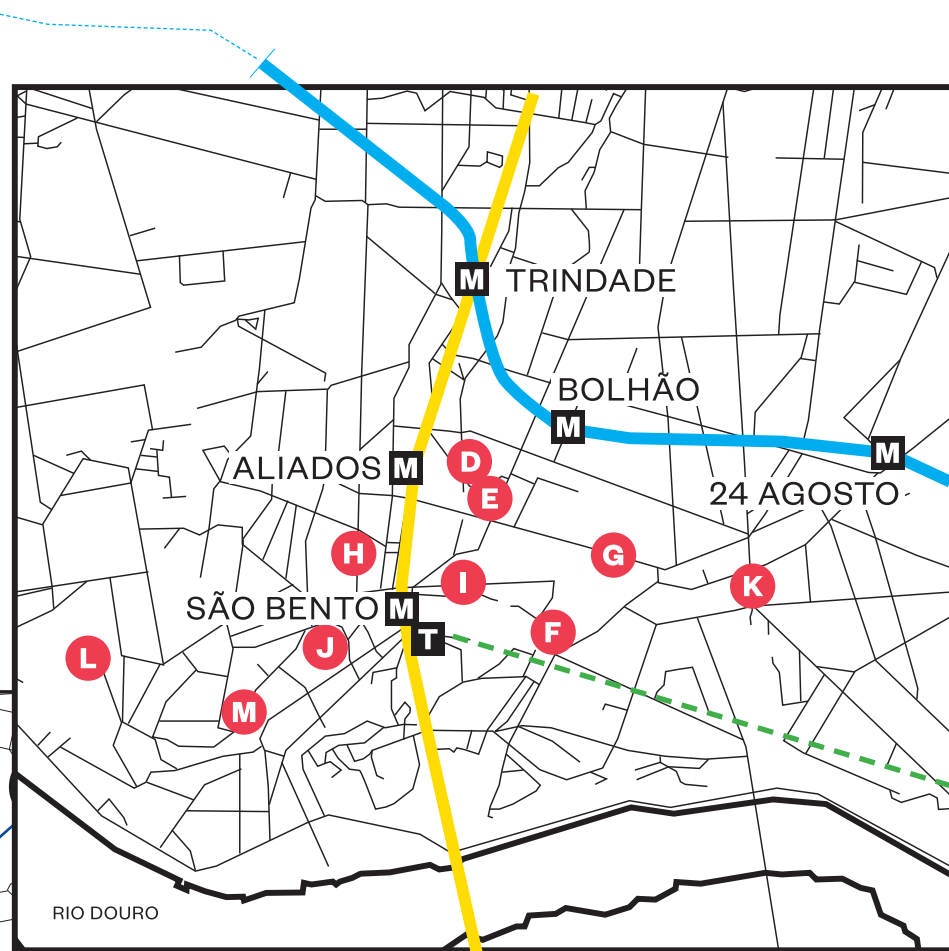 M TRINDADE
BOLHÃO
M
M
24 AGOSTO
ALIADOS M
D
E
H
G
I
K
SÃO BENTO M
T
F
J
L
M
RIO DOURO